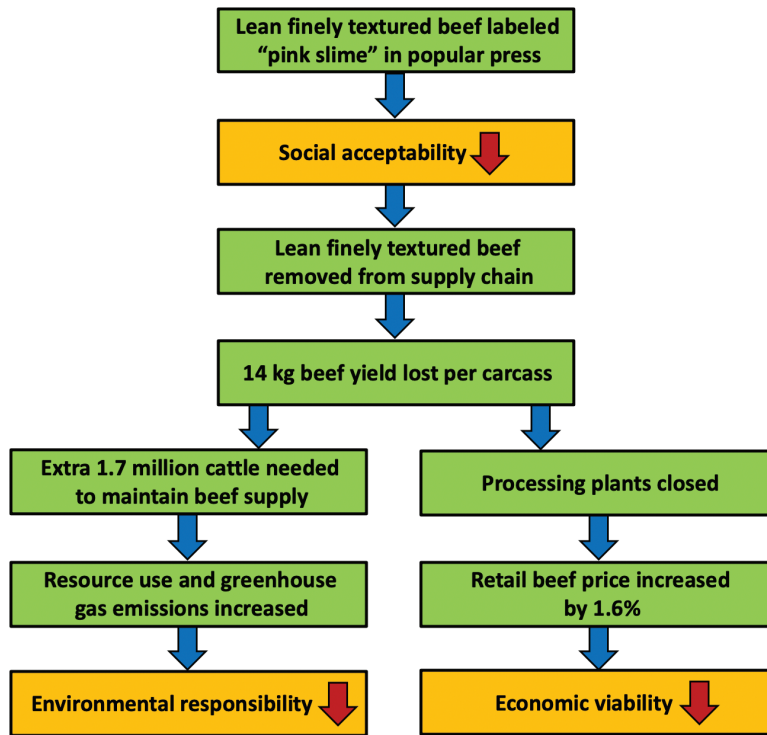 Lean finely textured beef labeled
“pink slime” in popular press
Social acceptability
Lean finely textured beef
removed from supply chain
14 kg beef yield lost per carcass
Extra 1.7 million cattle needed
to maintain beef supply
Processing plants closed
Resource use and greenhouse
gas emissions increased
Retail beef price increased
by 1.6%
Environmental responsibility
Economic viability